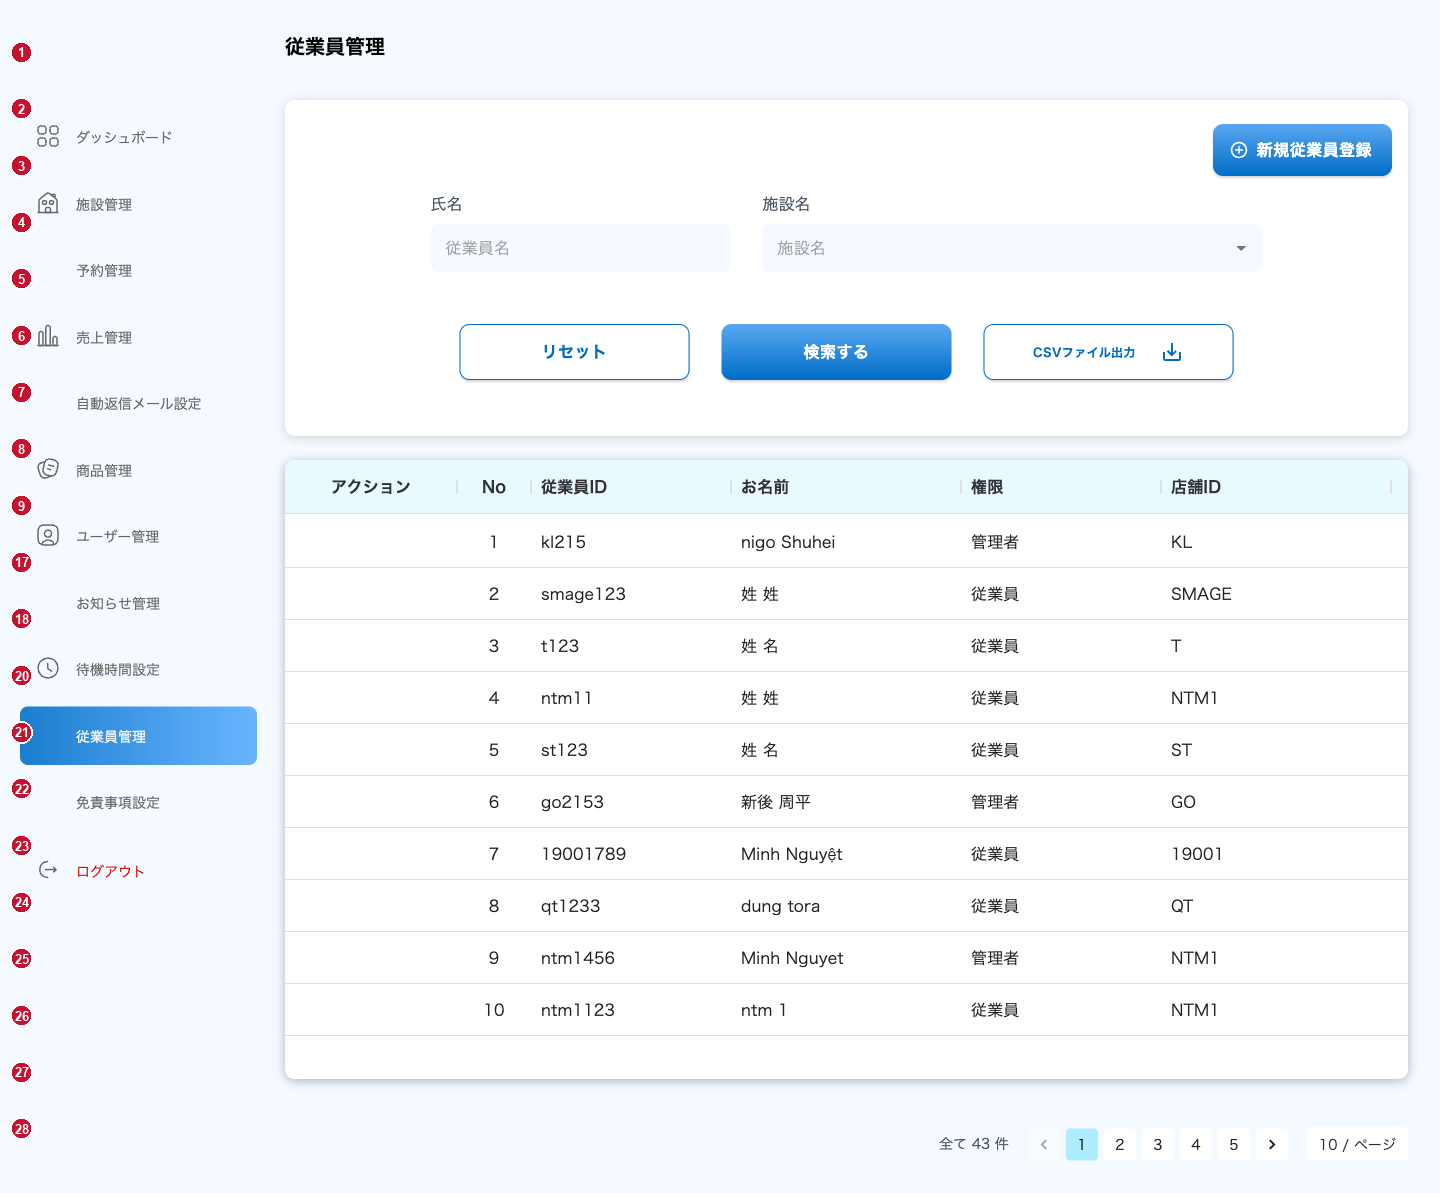 従業員管理
1
2
ダッシュボード
3
施設管理
4
予約管理
5
6
売上管理
7
自動返信メール設定
8
商品管理
9
ユーザー管理
17
お知らせ管理
18
待機時間設定
20
21
従業員管理
22
免責事項設定
23
ログアウト
24
25
26
27
28
新規従業員登録
氏名
施設名
従業員名
施設名
リセット
検索する
CSVファイル出力
アクション No 従業員ID お名前 権限 店舗ID
1 kl215 nigo Shuhei 管理者 KL
2 smage123 姓 姓 従業員 SMAGE
3 t123 姓 名 従業員 T
4 ntm11 姓 姓 従業員 NTM1
5 st123 姓 名 従業員 ST
6 go2153 新後 周平 管理者 GO
7 19001789 Minh Nguyệt 従業員 19001
8 qt1233 dung tora 従業員 QT
9 ntm1456 Minh Nguyet 管理者 NTM1
10 ntm1123 ntm 1 従業員 NTM1
全て 43 件 1 2 3 4 5 10 / ページ